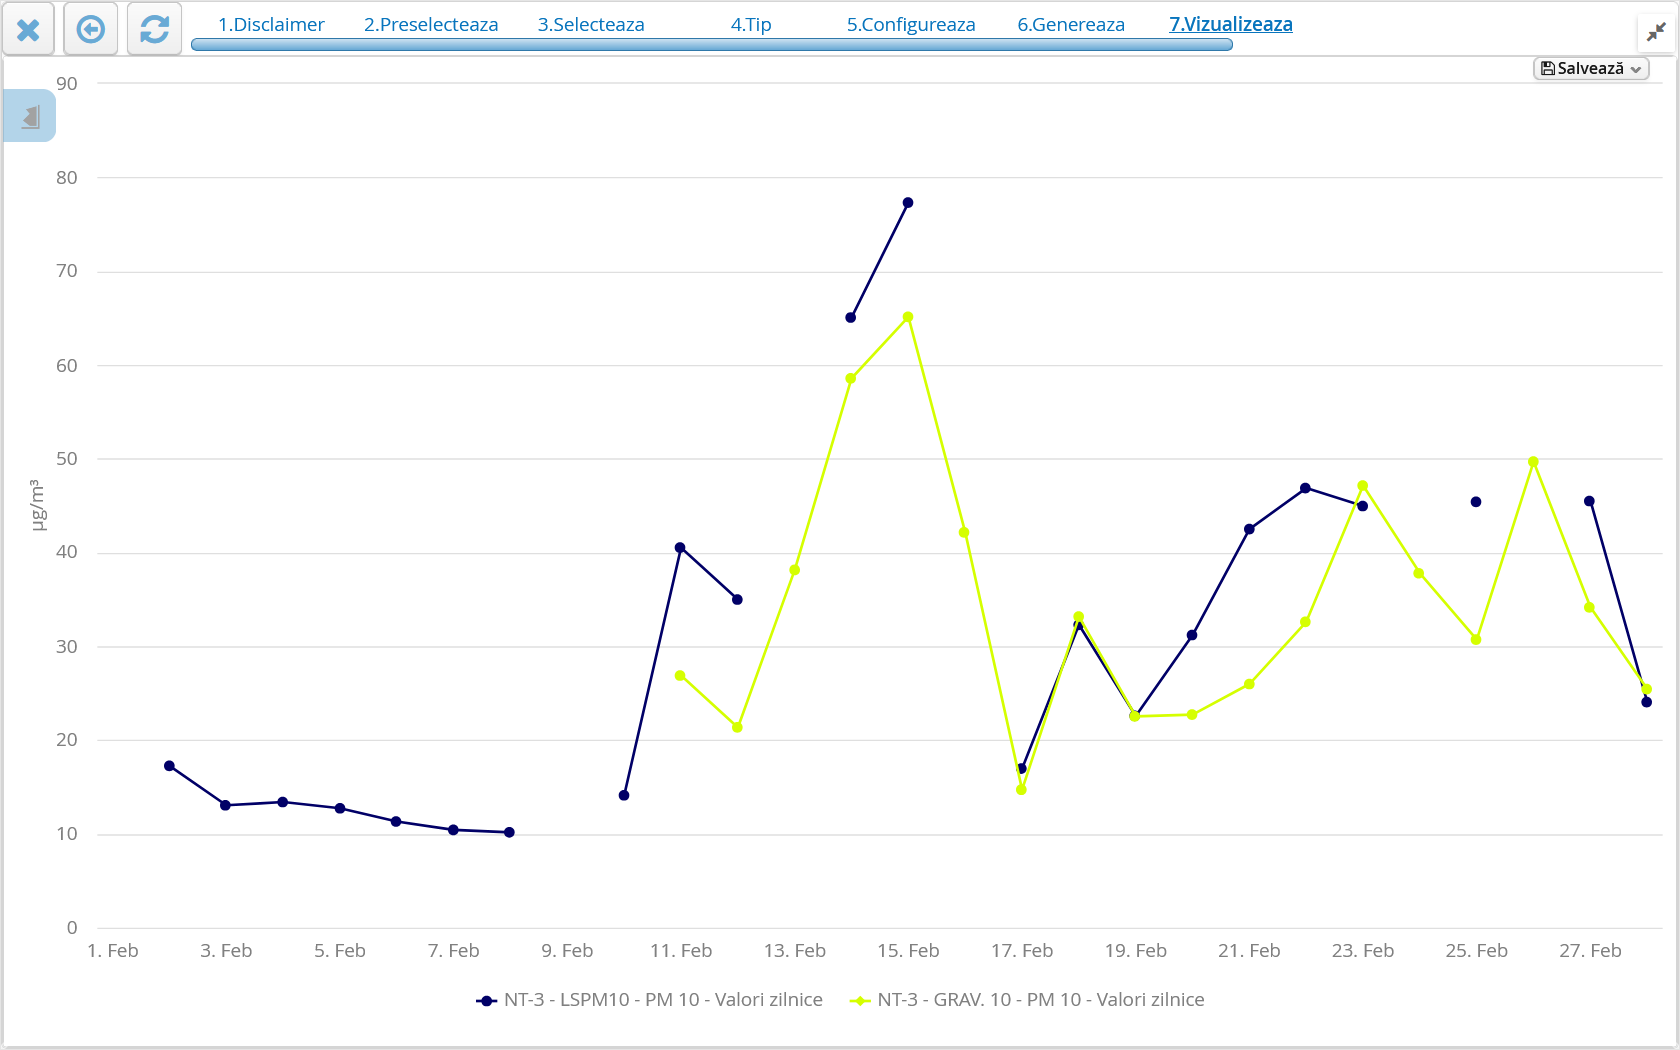 1.Disclaimer 2.Preselecteaza 3.Selecteaza 4.Tip 5.Configureaza 6.Genereaza 7.Vizualizeaza
Salvează
90
80
70
60
50
40
30
20
10
0
µg/m³
1. Feb 3. Feb 5. Feb 7. Feb 9. Feb 11. Feb 13. Feb 15. Feb 17. Feb 19. Feb 21. Feb 23. Feb 25. Feb 27. Feb
NT-3 - LSPM10 - PM 10 - Valori zilnice NT-3 - GRAV. 10 - PM 10 - Valori zilnice